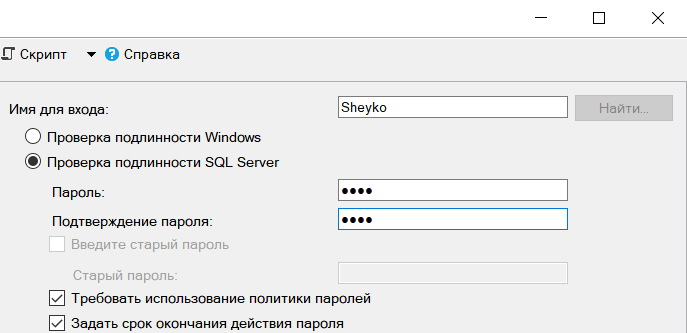 Скрипт Справка
Имя для входа: Sheyko Найти...
Проверка подлинности Windows
Проверка подлинности SQL Server
Пароль: ●●●●
Подтверждение пароля: ●●●●
Введите старый пароль
Старый пароль:
Требовать использование политики паролей
Задать срок окончания действия пароля